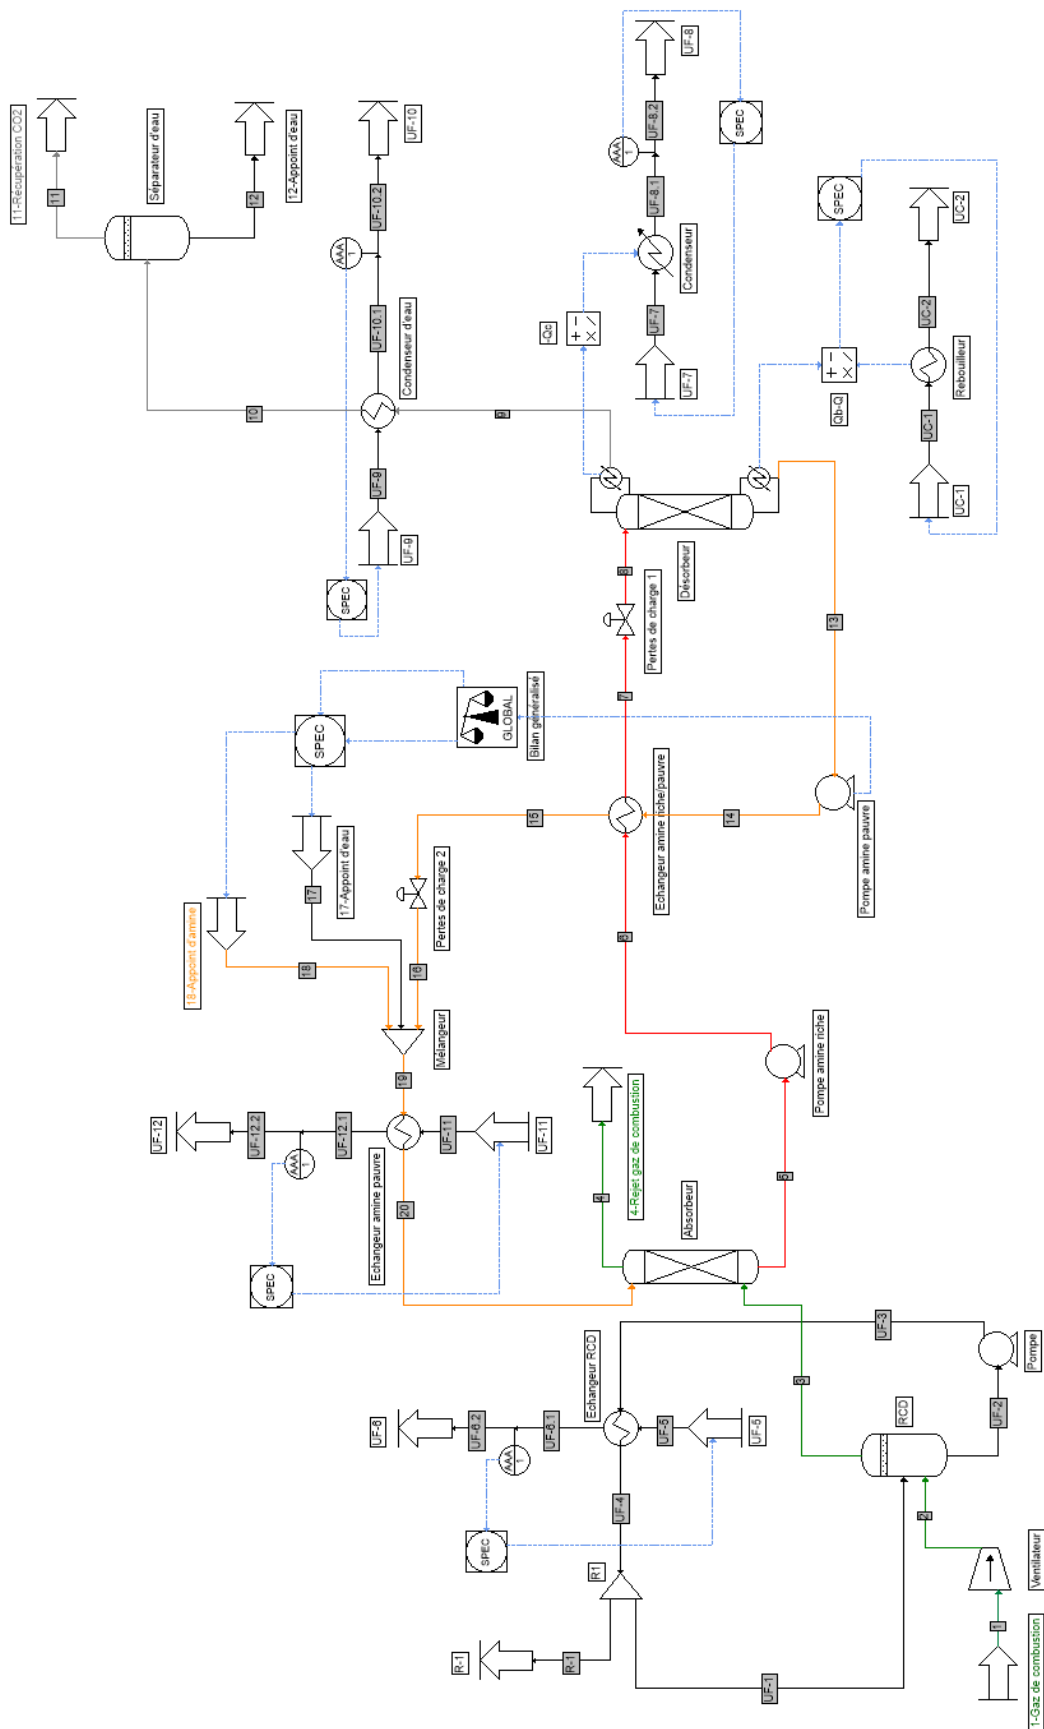 11-Récupération CO2
11
Séparateur d'eau
12
12-Appoint d'eau
18-Appoint d'amine
UF-12
UF-12.2
18
10
AAA
1
SPEC
UF-12.1
17
SPEC
17-Appoint d'eau
SPEC
AAA
1
UF-10.2
UF-10
UF-10.1
UF-9
UF-9
Condenseur d'eau
Echangeur amine pauvre
20
19
UF-11
UF-11
Mélangeur
16
Pertes de charge 2
UF-6
R-1
UF-6.2
SPEC
AAA
1
GLOBAL
Bilan généralisé
15
9
UF-6.1
-Qc
R-1
R1
UF-4
Echangeur RCD
4
4-Rejet gaz de combustion
6
7
8
AAA
1
UF-8.1
UF-8.2
UF-8
UF-7
UF-7
Condenseur
Pertes de charge 1
Echangeur amine riche/pauvre
UF-5
UF-5
Absorbeur
Désorbeur
14
SPEC
UF-1
3
5
Pompe amine riche
13
Qb-Q
+ −
x /
+ −
x /
SPEC
Pompe amine pauvre
UF-3
RCD
2
UC-1
UC-2
UC-1
Rebouilleur
UC-2
UF-2
1
Pompe
Ventilateur
1-Gaz de combustion